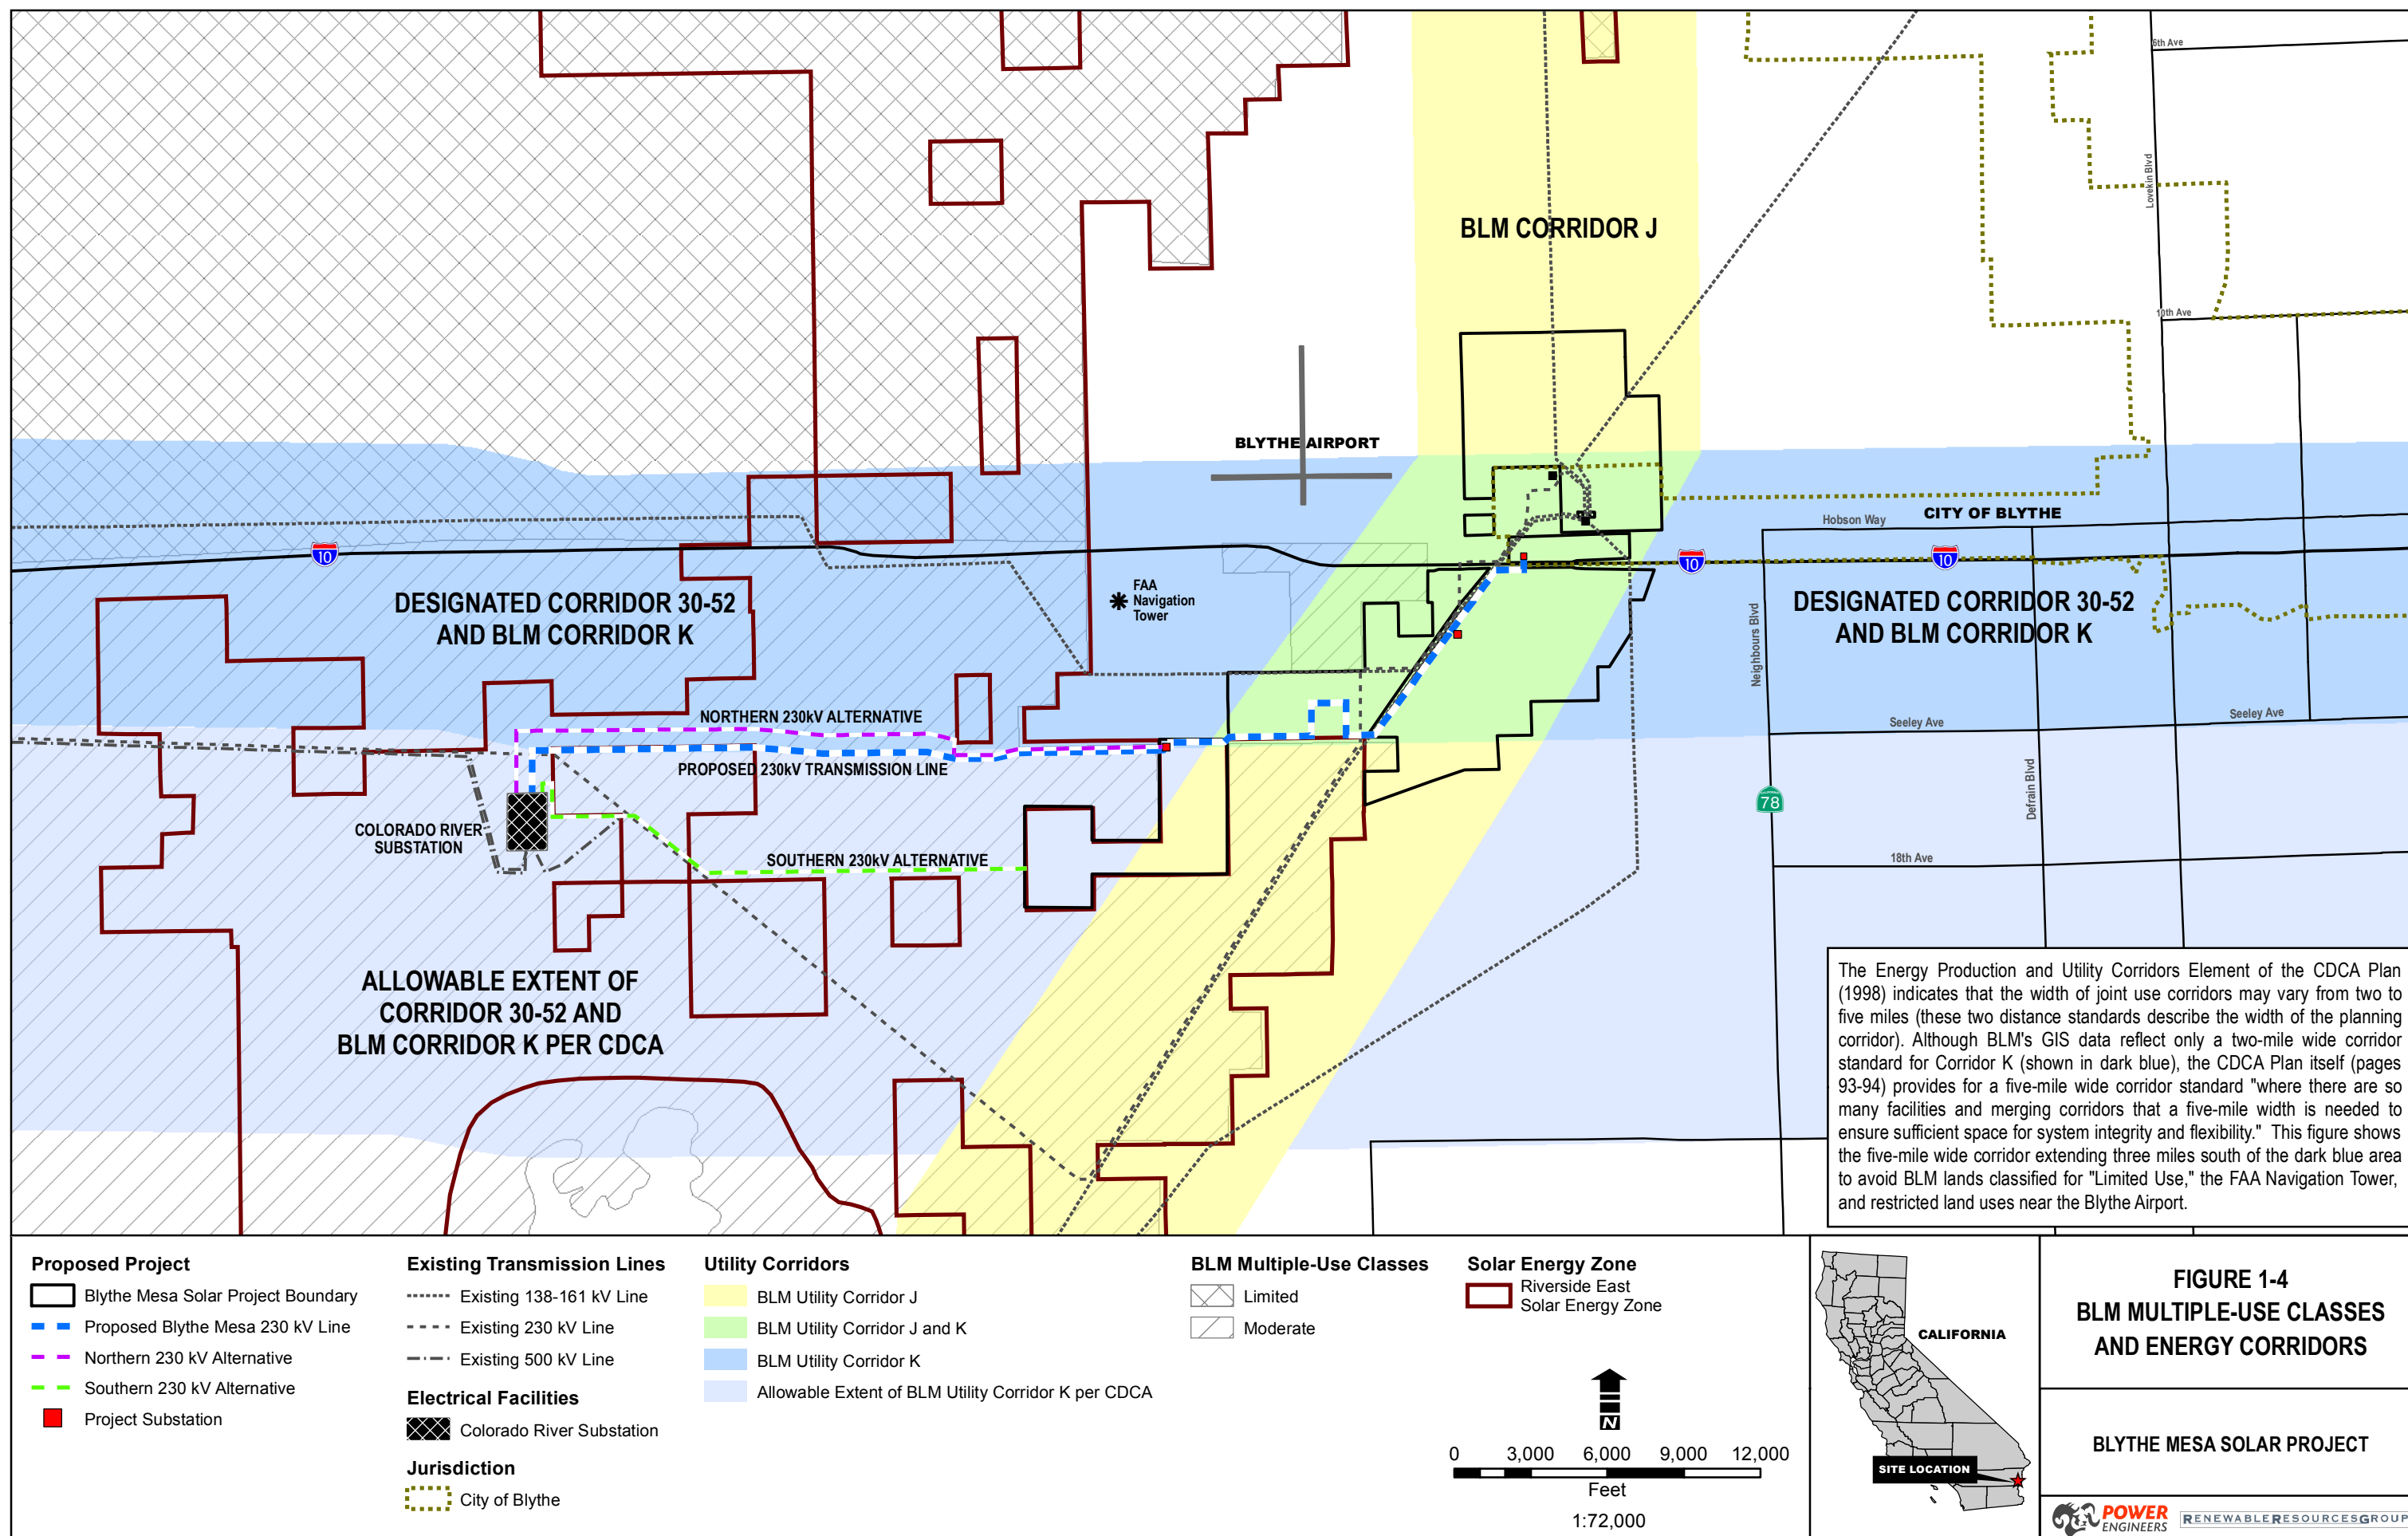 6th Ave
Lovekin Blvd
BLM CORRIDOR J
10th Ave
BLYTHE AIRPORT
Hobson Way
CITY OF BLYTHE
10
10
10
FAA
Navigation
Tower
DESIGNATED CORRIDOR 30-52
AND BLM CORRIDOR K
DESIGNATED CORRIDOR 30-52
AND BLM CORRIDOR K
Neighbours Blvd
NORTHERN 230kV ALTERNATIVE
Seeley Ave
Seeley Ave
PROPOSED 230kV TRANSMISSION LINE
CALIFORNIA
78
Defrain Blvd
COLORADO RIVER
SUBSTATION
SOUTHERN 230kV ALTERNATIVE
18th Ave
ALLOWABLE EXTENT OF
CORRIDOR 30-52 AND
BLM CORRIDOR K PER CDCA
The Energy Production and Utility Corridors Element of the CDCA Plan
(1998) indicates that the width of joint use corridors may vary from two to
five miles (these two distance standards describe the width of the planning
corridor). Although BLM's GIS data reflect only a two-mile wide corridor
standard for Corridor K (shown in dark blue), the CDCA Plan itself (pages
93-94) provides for a five-mile wide corridor standard "where there are so
many facilities and merging corridors that a five-mile width is needed to
ensure sufficient space for system integrity and flexibility." This figure shows
the five-mile wide corridor extending three miles south of the dark blue area
to avoid BLM lands classified for "Limited Use," the FAA Navigation Tower,
and restricted land uses near the Blythe Airport.
Proposed Project
Blythe Mesa Solar Project Boundary
Proposed Blythe Mesa 230 kV Line
Northern 230 kV Alternative
Southern 230 kV Alternative
Project Substation
Existing Transmission Lines
Existing 138-161 kV Line
Existing 230 kV Line
Existing 500 kV Line
Electrical Facilities
Colorado River Substation
Jurisdiction
City of Blythe
Utility Corridors
BLM Utility Corridor J
BLM Utility Corridor J and K
BLM Utility Corridor K
Allowable Extent of BLM Utility Corridor K per CDCA
BLM Multiple-Use Classes
Limited
Moderate
Solar Energy Zone
Riverside East
Solar Energy Zone
N
0 3,000 6,000 9,000 12,000
Feet
1:72,000
CALIFORNIA
SITE LOCATION
FIGURE 1-4
BLM MULTIPLE-USE CLASSES
AND ENERGY CORRIDORS
BLYTHE MESA SOLAR PROJECT
POWER
ENGINEERS
RENEWABLERESOURCESGROUP